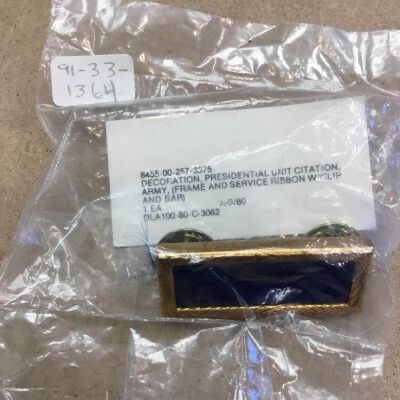 91-33-
1364
8455-00-257-3375
DECORATION, PRESIDENTIAL UNIT CITATION,
ARMY, (FRAME AND SERVICE RIBBON W/CLIP
AND BAR)
1 EA
DLA100-80-C-3062